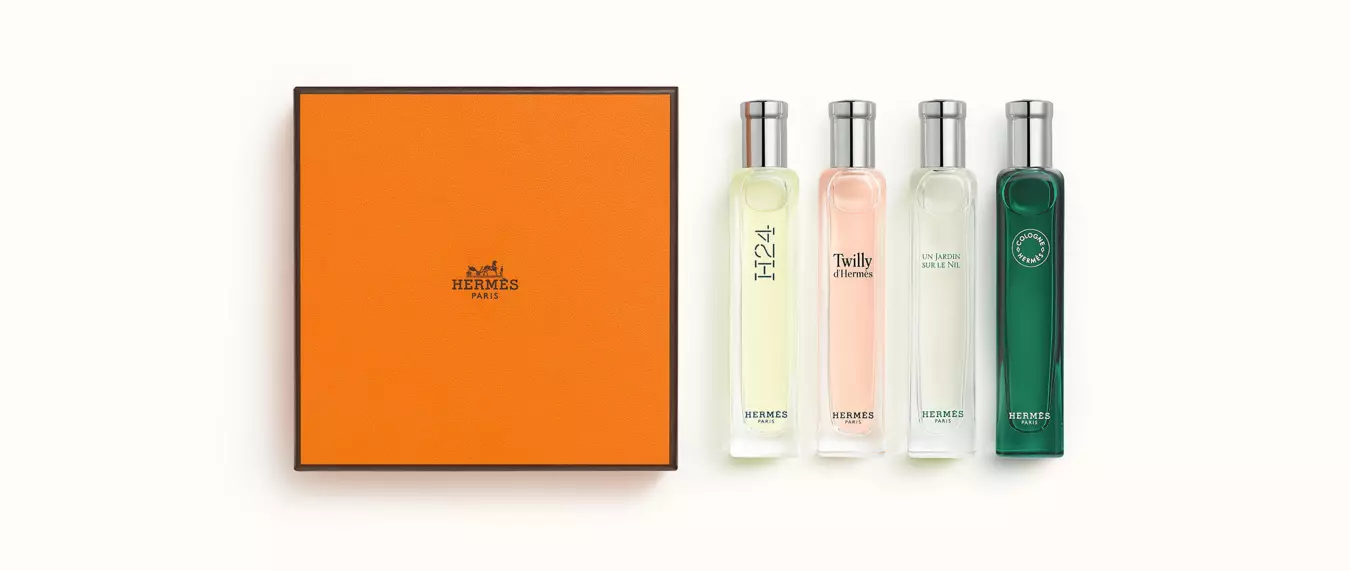 HERMÈS
PARIS
H24
HERMÈS
PARIS
Twilly
d'Hermès
HERMÈS
PARIS
UN JARDIN
SUR LE NIL
HERMÈS
PARIS
COLOGNE
HERMÈS
HERMÈS
PARIS